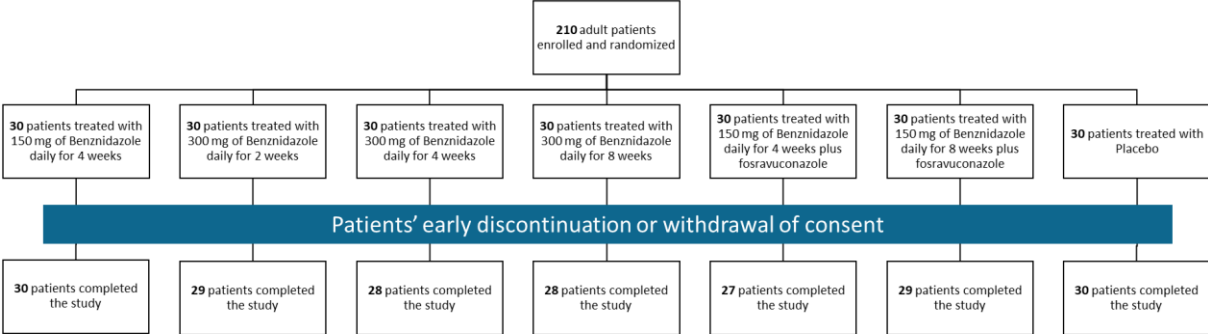 210 adult patients
enrolled and randomized
30 patients treated with
150 mg of Benznidazole
daily for 4 weeks
30 patients treated with
300 mg of Benznidazole
daily for 2 weeks
30 patients treated with
300 mg of Benznidazole
daily for 4 weeks
30 patients treated with
300 mg of Benznidazole
daily for 8 weeks
30 patients treated with
150 mg of Benznidazole
daily for 4 weeks plus
fosravuconazole
30 patients treated with
150 mg of Benznidazole
daily for 8 weeks plus
fosravuconazole
30 patients treated with
Placebo
Patients’ early discontinuation or withdrawal of consent
30 patients completed
the study
29 patients completed
the study
28 patients completed
the study
28 patients completed
the study
27 patients completed
the study
29 patients completed
the study
30 patients completed
the study